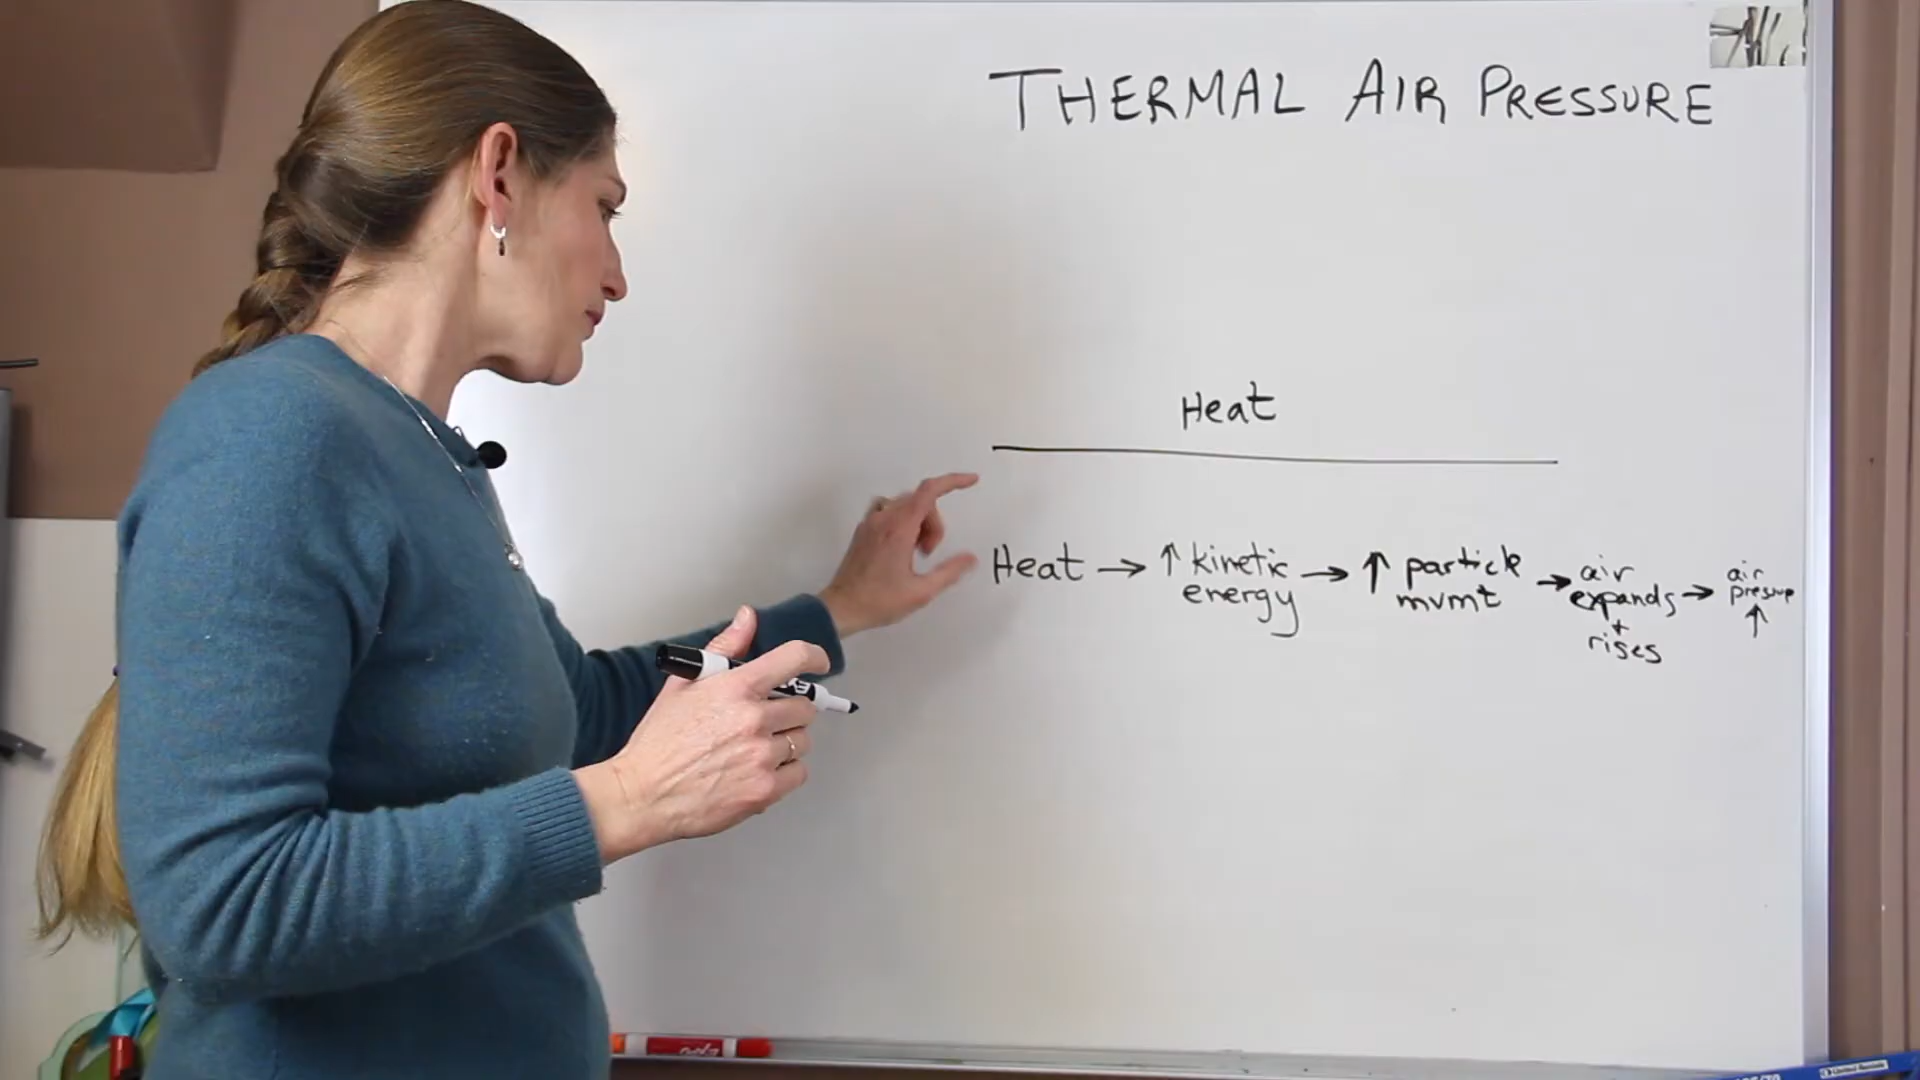 THERMAL AIR PRESSURE
Heat
Heat → ↑ kinetic energy → ↑ particle mvmt → air expands + rises → air pressure ↑